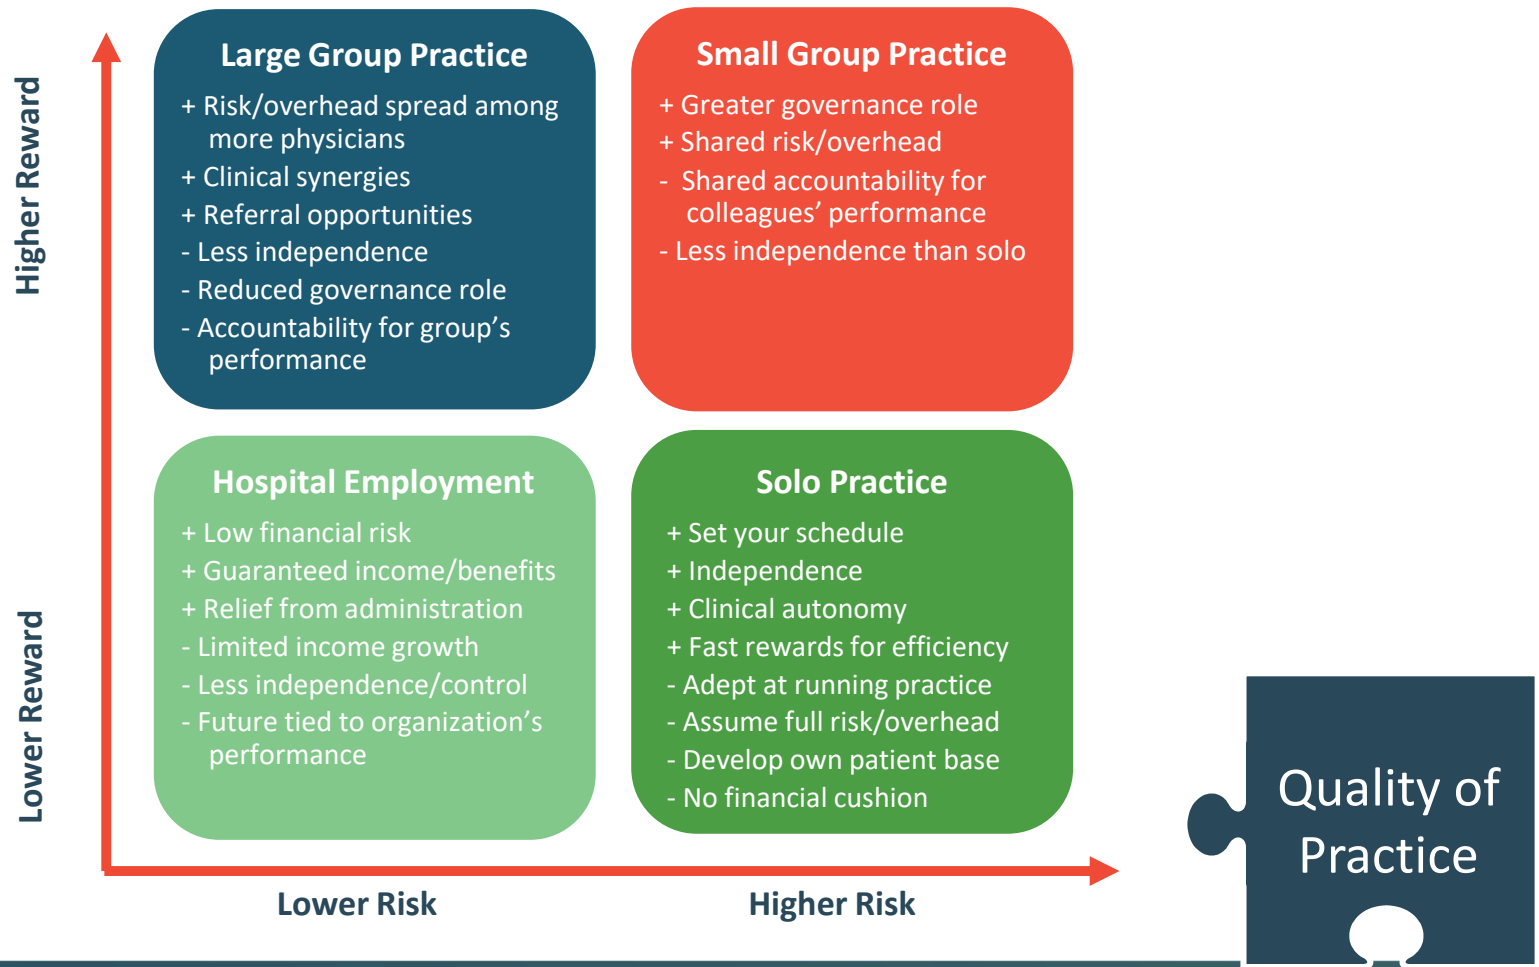 Higher Reward
Lower Reward
Large Group Practice
+ Risk/overhead spread among
more physicians
+ Clinical synergies
+ Referral opportunities
- Less independence
- Reduced governance role
- Accountability for group’s
performance
Small Group Practice
+ Greater governance role
+ Shared risk/overhead
- Shared accountability for
colleagues’ performance
- Less independence than solo
Hospital Employment
+ Low financial risk
+ Guaranteed income/benefits
+ Relief from administration
- Limited income growth
- Less independence/control
- Future tied to organization’s
performance
Solo Practice
+ Set your schedule
+ Independence
+ Clinical autonomy
+ Fast rewards for efficiency
- Adept at running practice
- Assume full risk/overhead
- Develop own patient base
- No financial cushion
Lower Risk
Higher Risk
Quality of
Practice